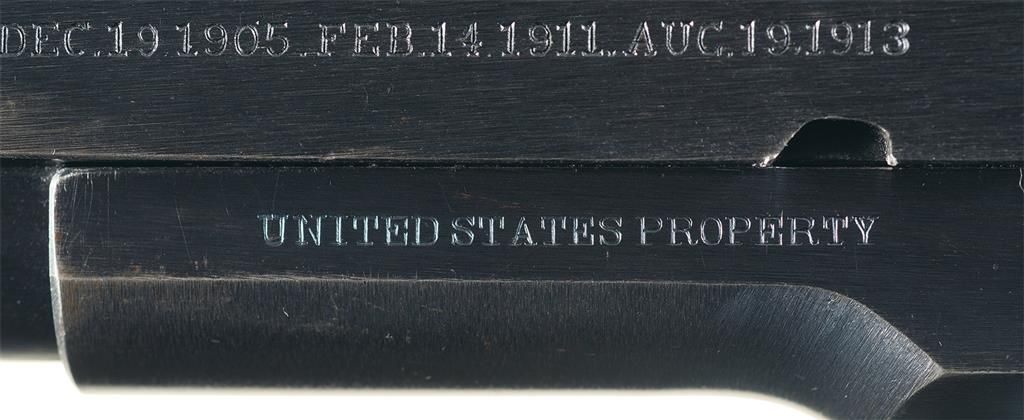 DEC.19 1905. FEB.14 1911. AUG.19.1913
UNITED STATES PROPERTY